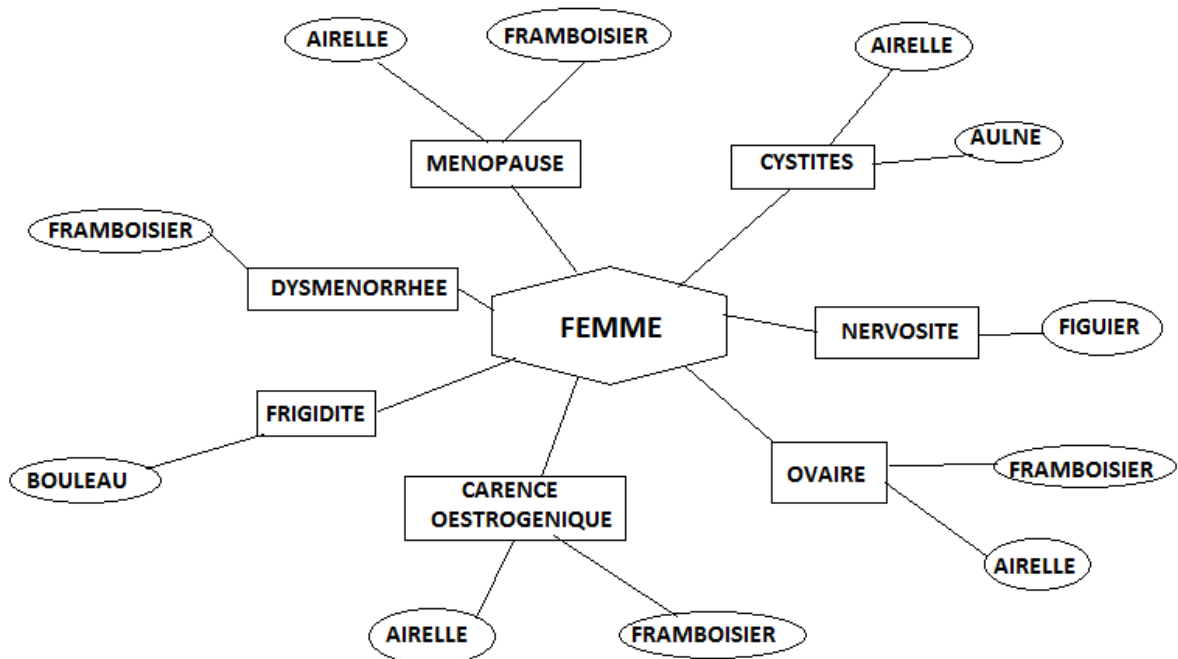 AIRELLE
FRAMBOISIER
AIRELLE
AULNE
MENOPAUSE
CYSTITES
FRAMBOISIER
DYSMENORRHEE
FEMME
NERVOSITE
FIGUIER
FRIGIDITE
BOULEAU
CARENCE
OESTROGENIQUE
OVAIRE
FRAMBOISIER
AIRELLE
AIRELLE
FRAMBOISIER